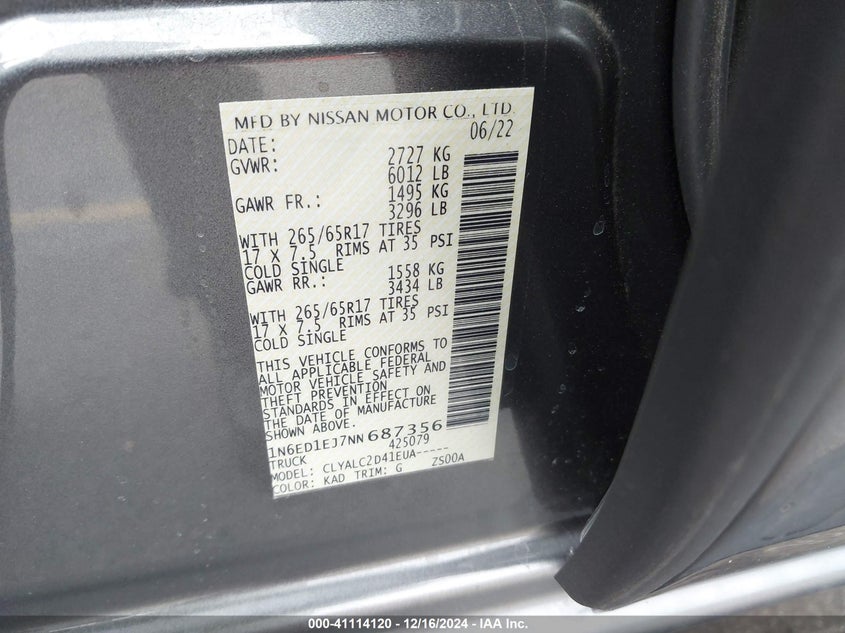 MFD BY NISSAN MOTOR CO., LTD.
DATE: 06/22
GVWR: 2727 KG
6012 LB
GAWR FR.: 1495 KG
3296 LB
WITH 265/65R17 TIRES
17 X 7.5 RIMS AT 35 PSI
COLD SINGLE
GAWR RR.: 1558 KG
3434 LB
WITH 265/65R17 TIRES
17 X 7.5 RIMS AT 35 PSI
COLD SINGLE
THIS VEHICLE CONFORMS TO
ALL APPLICABLE FEDERAL
MOTOR VEHICLE SAFETY AND
THEFT PREVENTION
STANDARDS IN EFFECT ON
THE DATE OF MANUFACTURE
SHOWN ABOVE.
1N6ED1EJ7NN687356
TRUCK 425079
MODEL: CLYALC2D41EUA-----
COLOR: KAD TRIM: G ZS00A
000-41114120 - 12/16/2024 - IAA Inc.